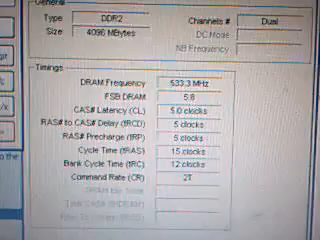 General
Type DDR2 Channels # Dual
Size 4096 MBytes DC Mode
NB Frequency
Timings
DRAM Frequency 533.3 MHz
FSB:DRAM 5:8
CAS# Latency (CL) 5.0 clocks
RAS# to CAS# Delay (tRCD) 5 clocks
RAS# Precharge (tRP) 5 clocks
Cycle Time (tRAS) 15 clocks
Bank Cycle Time (tRC) 12 clocks
Command Rate (CR) 2T
to the